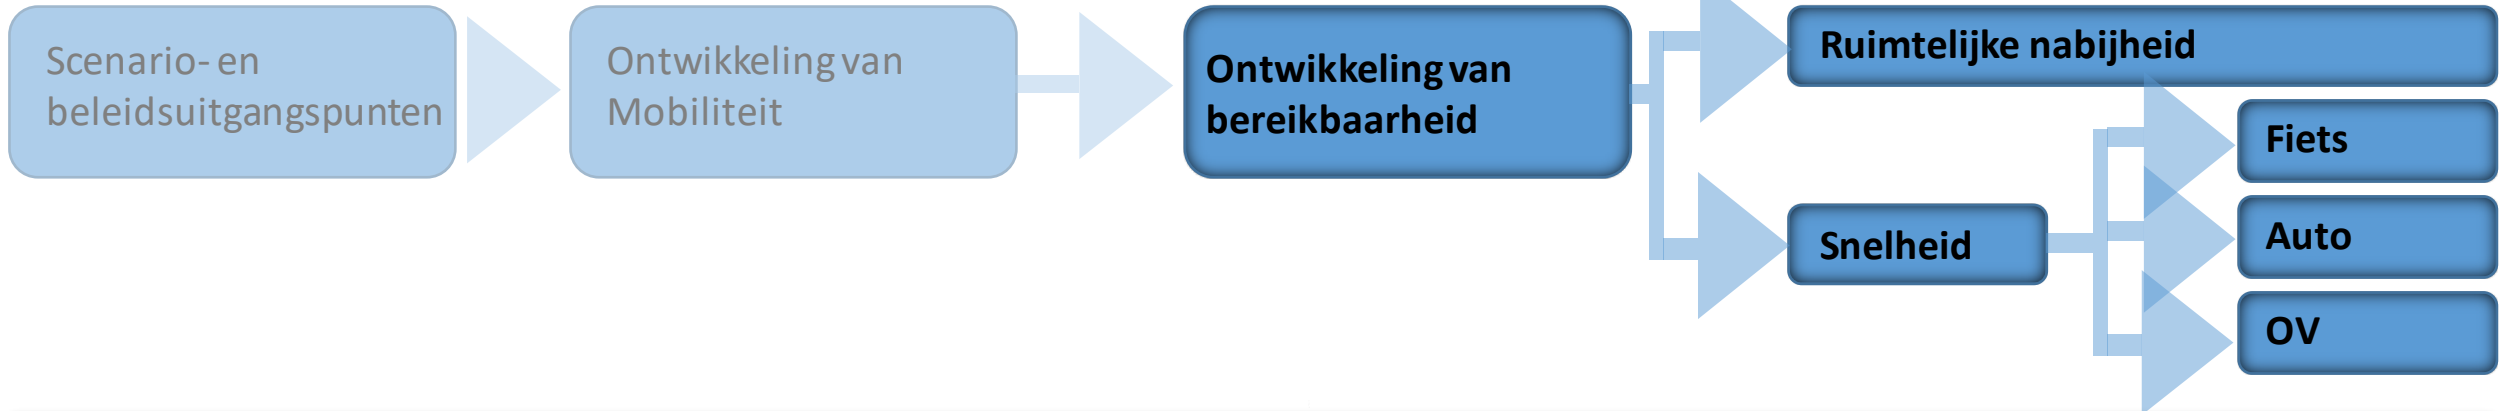 Scenario- en
beleidsuitgangspunten
Ontwikkeling van
Mobiliteit
Ontwikkeling van
bereikbaarheid
Ruimtelijke nabijheid
Snelheid
Fiets
Auto
OV